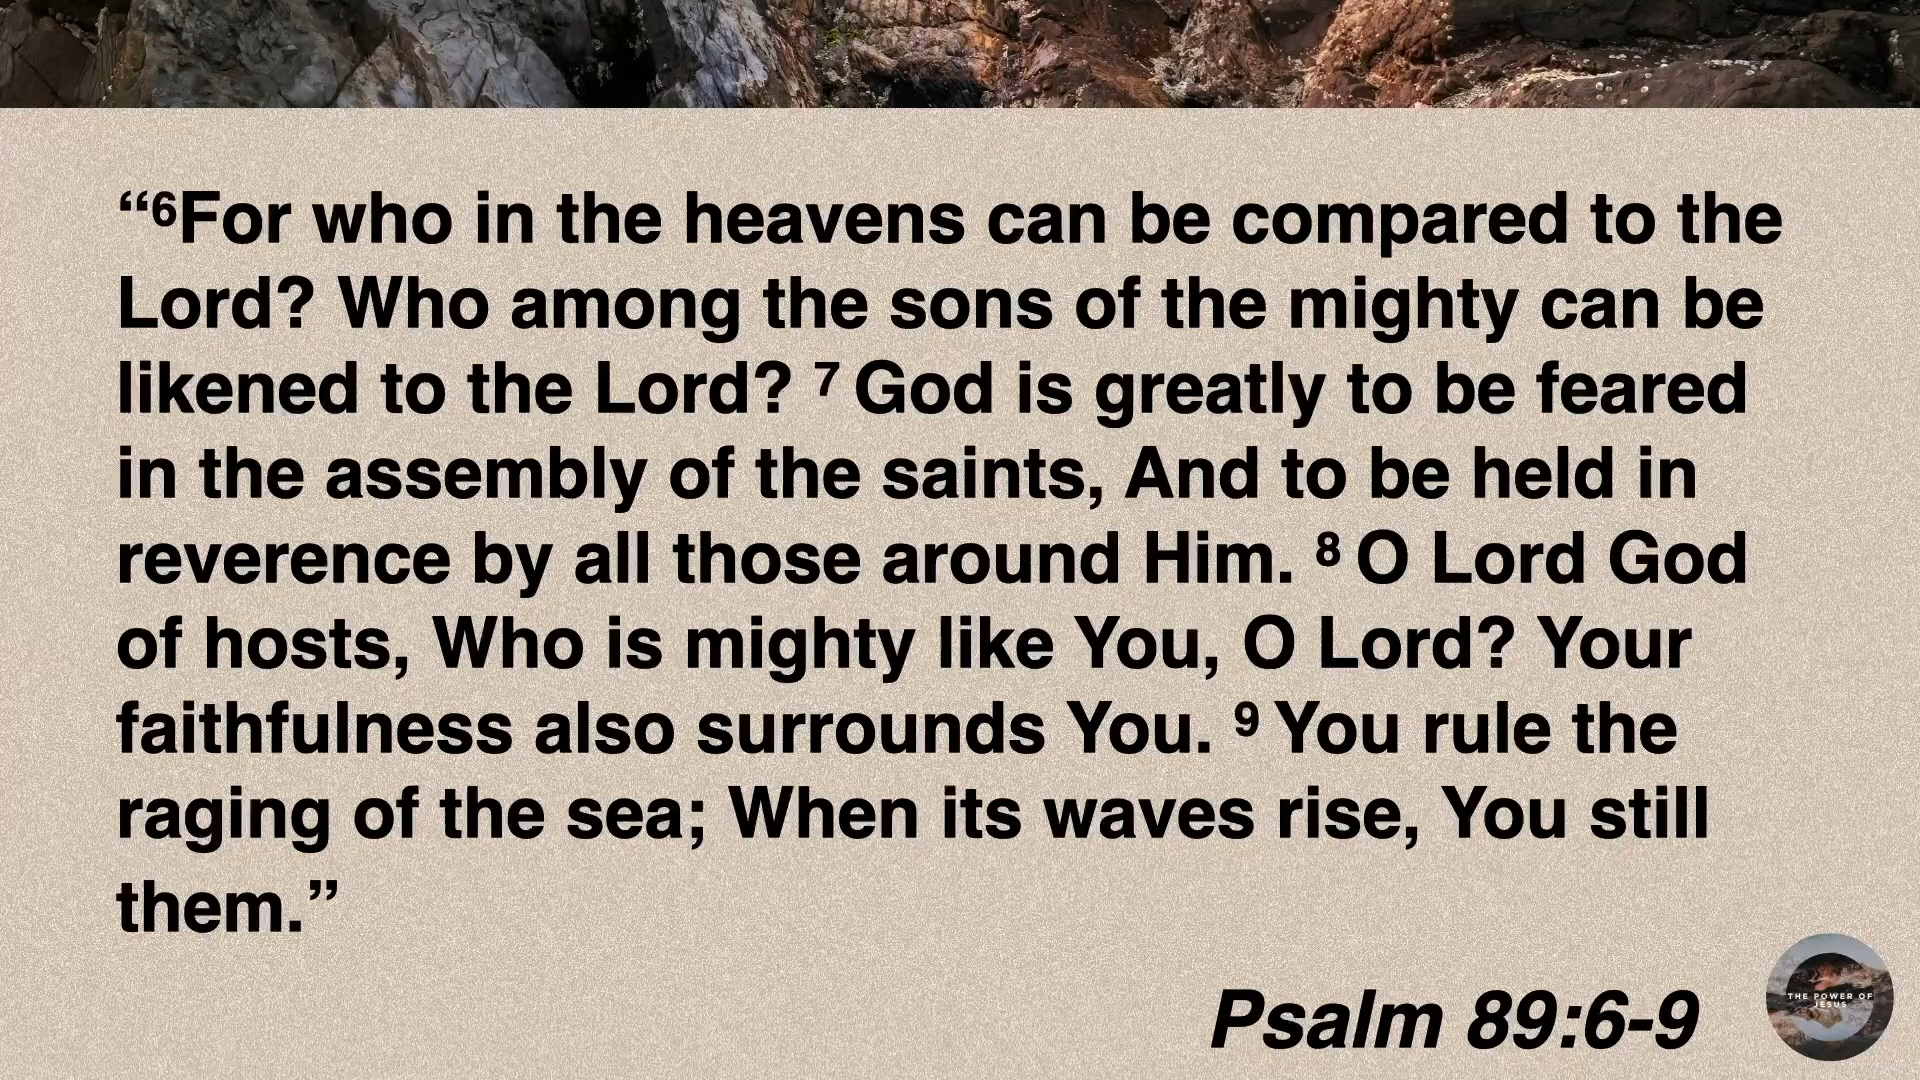 “⁶For who in the heavens can be compared to the
Lord? Who among the sons of the mighty can be
likened to the Lord? ⁷ God is greatly to be feared
in the assembly of the saints, And to be held in
reverence by all those around Him. ⁸ O Lord God
of hosts, Who is mighty like You, O Lord? Your
faithfulness also surrounds You. ⁹ You rule the
raging of the sea; When its waves rise, You still
them.”
Psalm 89:6-9
THE POWER OF
JESUS